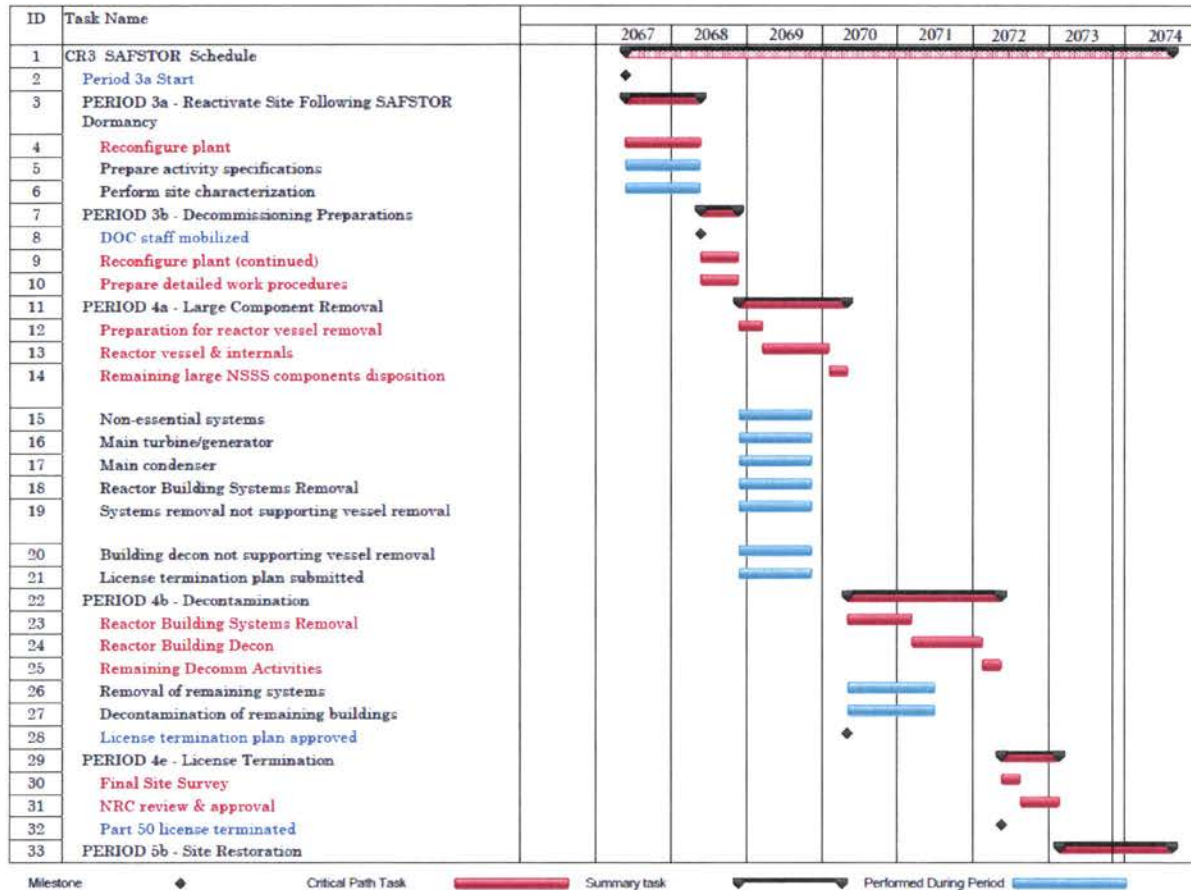 ID Task Name
2067 2068 2069 2070 2071 2072 2073 2074
1 CR3 SAFSTOR Schedule
2 Period 3a Start
3 PERIOD 3a - Reactivate Site Following SAFSTOR
Dormancy
4 Reconfigure plant
5 Prepare activity specifications
6 Perform site characterization
7 PERIOD 3b - Decommissioning Preparations
8 DOC staff mobilized
9 Reconfigure plant (continued)
10 Prepare detailed work procedures
11 PERIOD 4a - Large Component Removal
12 Preparation for reactor vessel removal
13 Reactor vessel & internals
14 Remaining large NSSS components disposition
15 Non-essential systems
16 Main turbine/generator
17 Main condenser
18 Reactor Building Systems Removal
19 Systems removal not supporting vessel removal
20 Building decon not supporting vessel removal
21 License termination plan submitted
22 PERIOD 4b - Decontamination
23 Reactor Building Systems Removal
24 Reactor Building Decon
25 Remaining Decomm Activities
26 Removal of remaining systems
27 Decontamination of remaining buildings
28 License termination plan approved
29 PERIOD 4e - License Termination
30 Final Site Survey
31 NRC review & approval
32 Part 50 license terminated
33 PERIOD 5b - Site Restoration
Milestone Critical Path Task Summary task Performed During Period